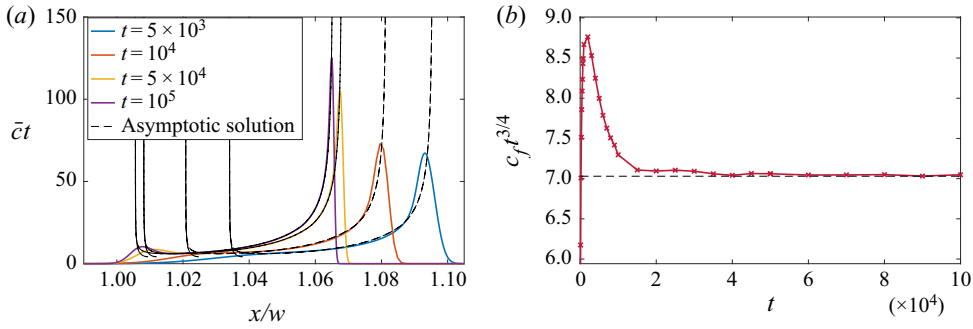 (a)
150
100
c̄t
50
0
t = 5 × 10³
t = 10⁴
t = 5 × 10⁴
t = 10⁵
Asymptotic solution
1.00 1.02 1.04 1.06 1.08 1.10
x/w
(b)
9.0
8.5
8.0
c_f t^{3/4}
7.5
7.0
6.5
6.0
0 2 4 6 8 10
t (×10⁴)